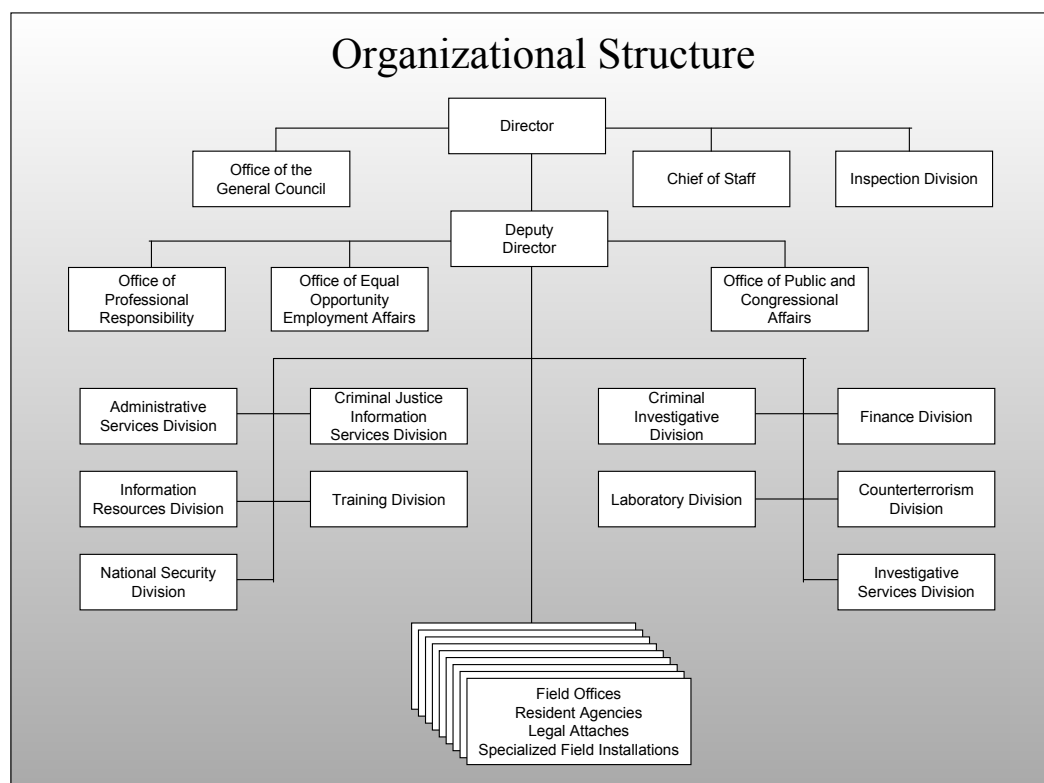 Organizational Structure
Director
Office of the
General Council
Chief of Staff
Inspection Division
Deputy
Director
Office of
Professional
Responsibility
Office of Equal
Opportunity
Employment Affairs
Office of Public and
Congressional
Affairs
Administrative
Services Division
Criminal Justice
Information
Services Division
Criminal
Investigative
Division
Finance Division
Information
Resources Division
Training Division
Laboratory Division
Counterterrorism
Division
National Security
Division
Investigative
Services Division
Field Offices
Resident Agencies
Legal Attaches
Specialized Field Installations